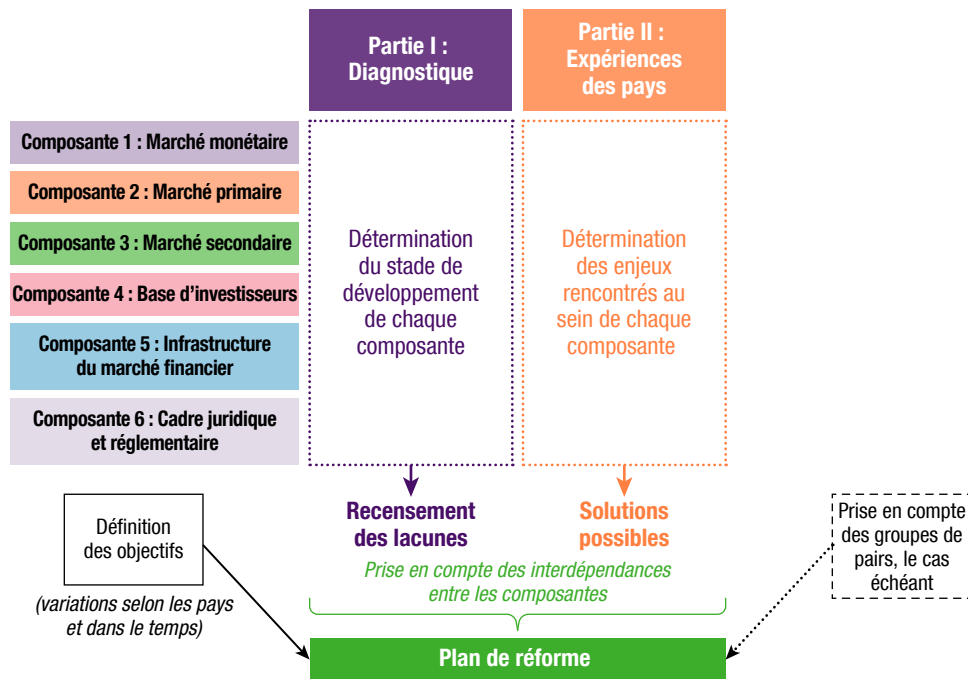 Partie I :
Diagnostique
Partie II :
Expériences
des pays
Composante 1 : Marché monétaire
Composante 2 : Marché primaire
Composante 3 : Marché secondaire
Composante 4 : Base d’investisseurs
Composante 5 : Infrastructure
du marché financier
Composante 6 : Cadre juridique
et réglementaire
Détermination
du stade de
développement
de chaque
composante
Détermination
des enjeux
rencontrés au
sein de chaque
composante
Recensement
des lacunes
Solutions
possibles
Définition
des objectifs
(variations selon les pays
et dans le temps)
Prise en compte des interdépendances
entre les composantes
Prise en compte
des groupes de
pairs, le cas
échéant
Plan de réforme